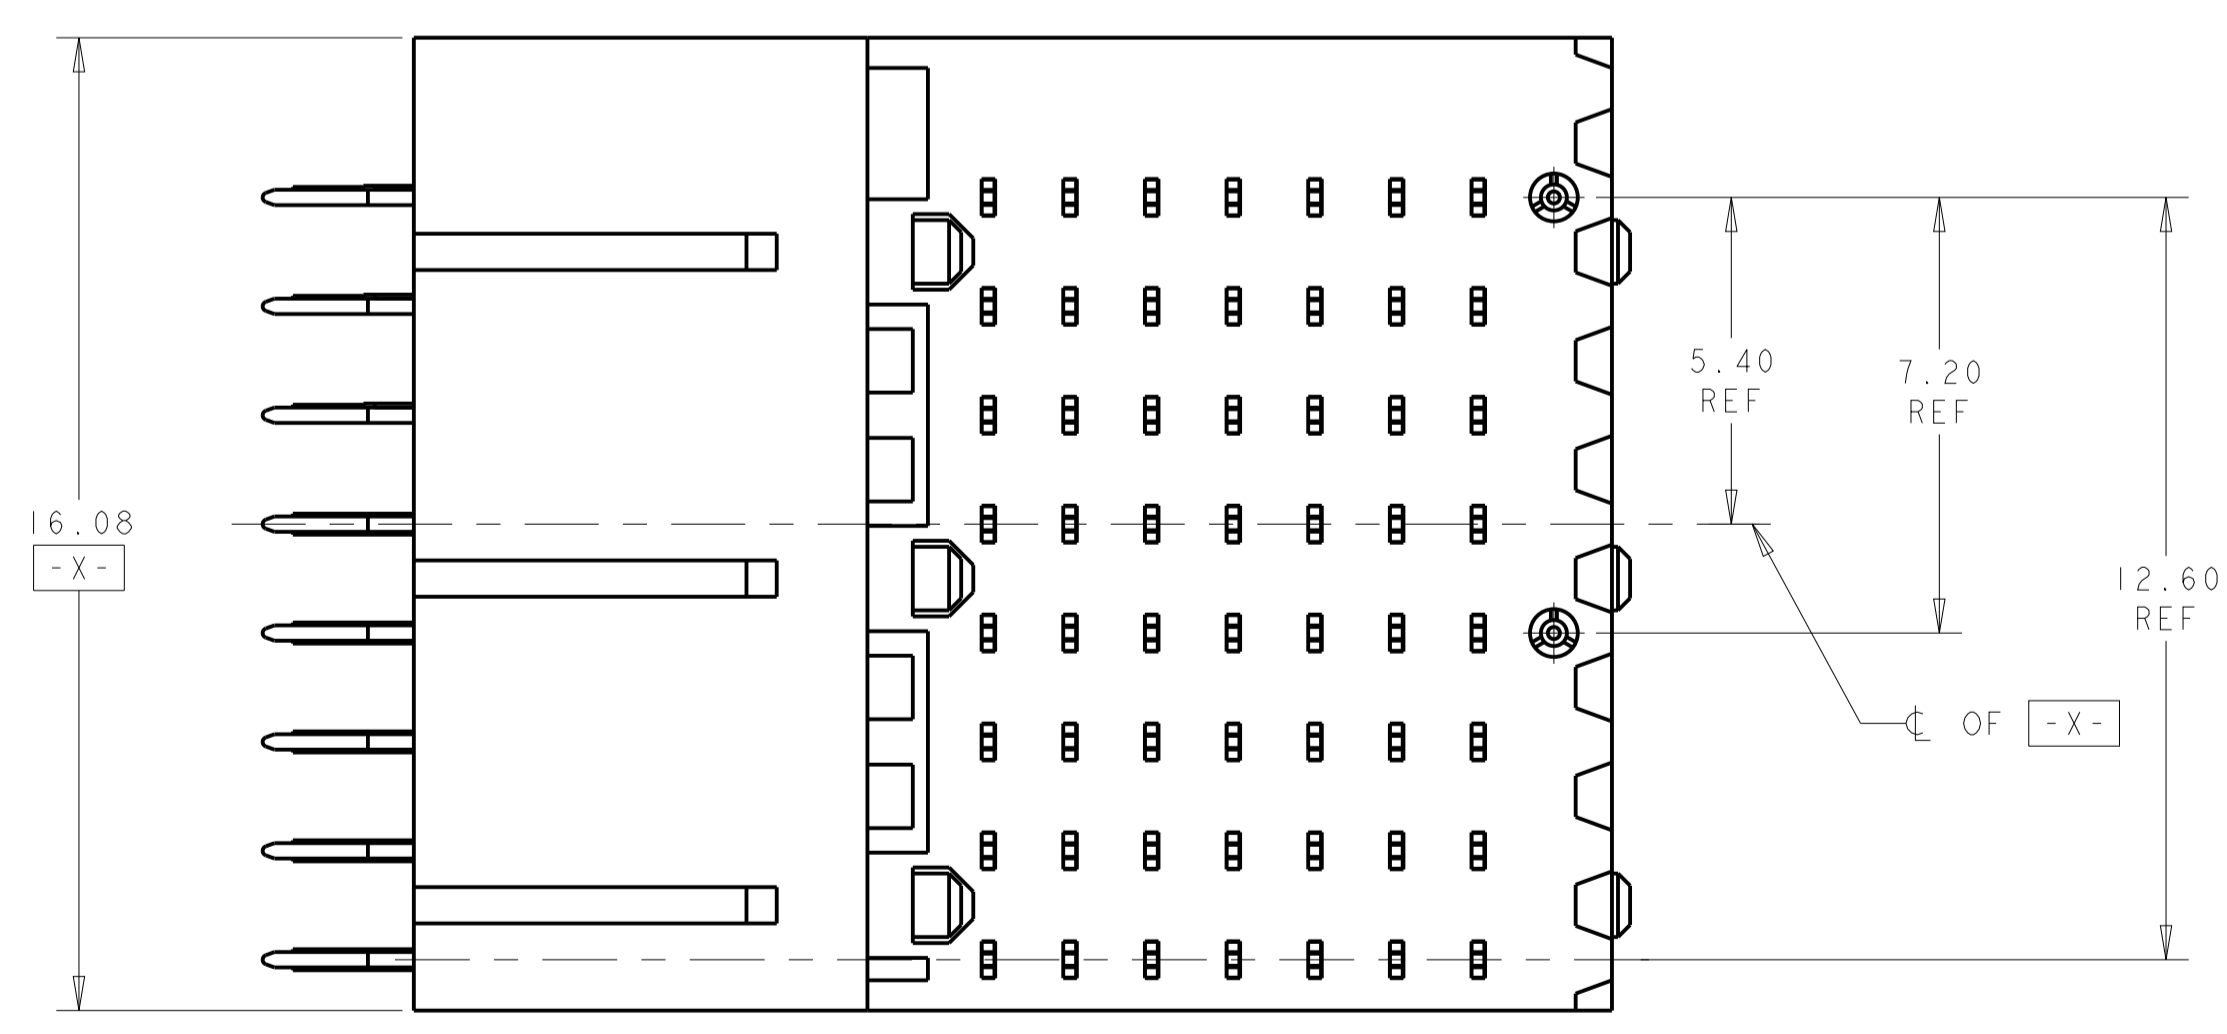 16.08
-X-
5.40
REF
7.20
REF
12.60
REF
℄ OF -X-